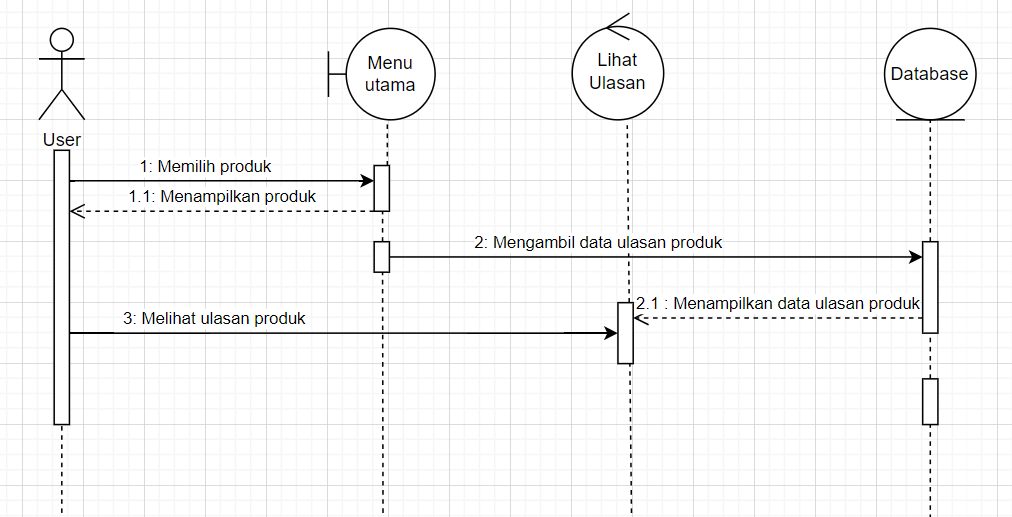 Menu
utama
Lihat
Ulasan
Database
User
1: Memilih produk
1.1: Menampilkan produk
2: Mengambil data ulasan produk
2.1 : Menampilkan data ulasan produk
3: Melihat ulasan produk